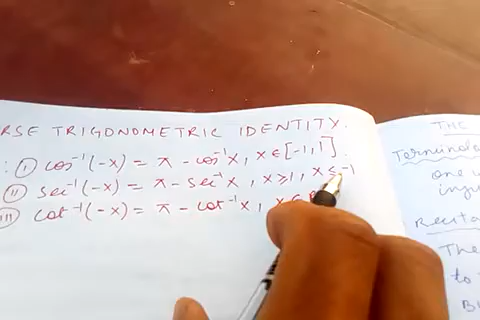 RSE TRIGONOMETRIC IDENTITY.
: (i) cos⁻¹(-x) = π - cos⁻¹x, x ∈ [-1, 1]
(ii) sec⁻¹(-x) = π - sec⁻¹x, x ≥ 1, x ≤ -1
(iii) cot⁻¹(-x) = π - cot⁻¹x, x ∈
THE
Terminolo
one
Recta
The
to